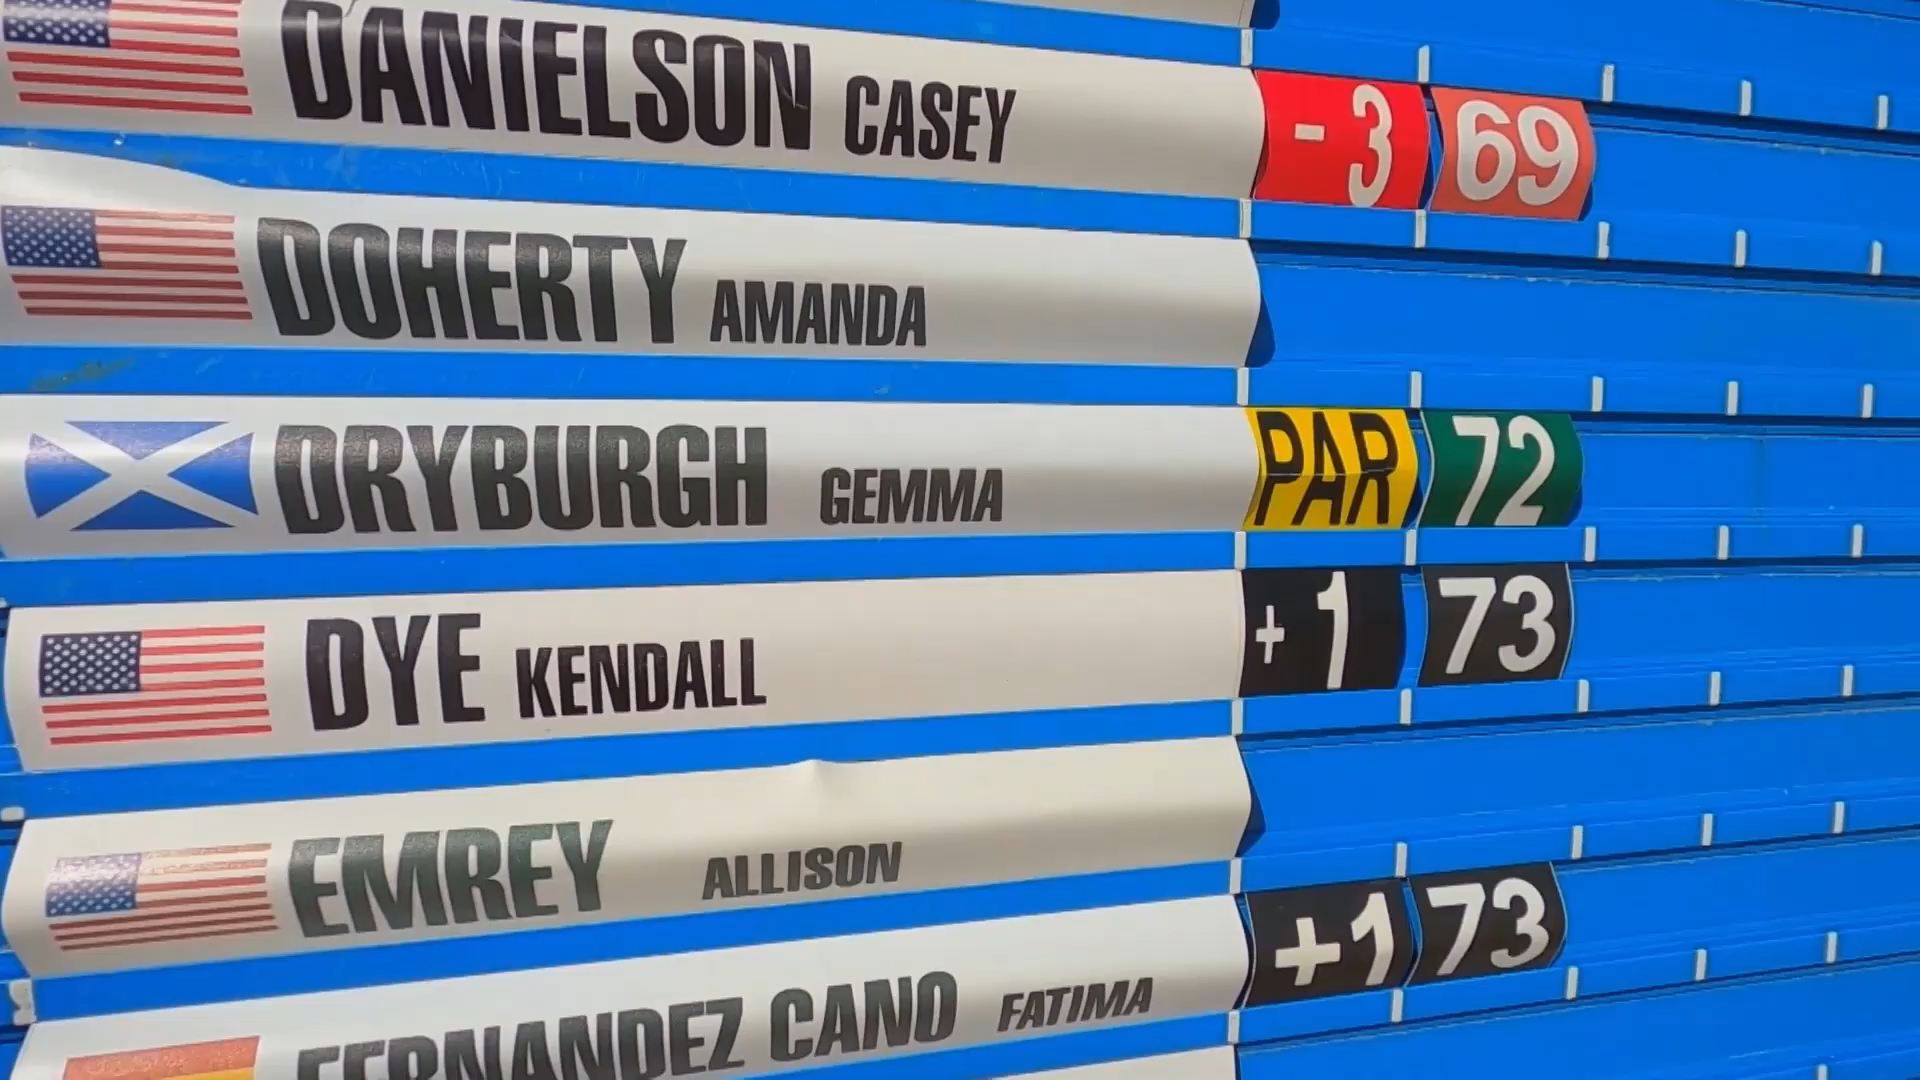 DANIELSON CASEY -3 69
DOHERTY AMANDA
DRYBURGH GEMMA PAR 72
DYE KENDALL +1 73
EMREY ALLISON
FERNANDEZ CANO FATIMA +1 73